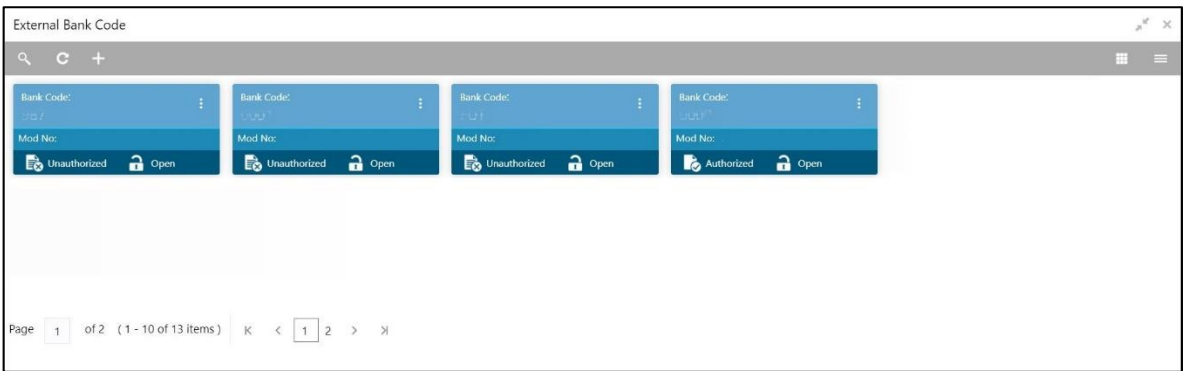 External Bank Code
Bank Code:
Mod No:
Unauthorized Open
Bank Code:
Mod No:
Unauthorized Open
Bank Code:
Mod No:
Unauthorized Open
Bank Code:
Mod No:
Authorized Open
Page 1 of 2 ( 1 - 10 of 13 items ) 1 2